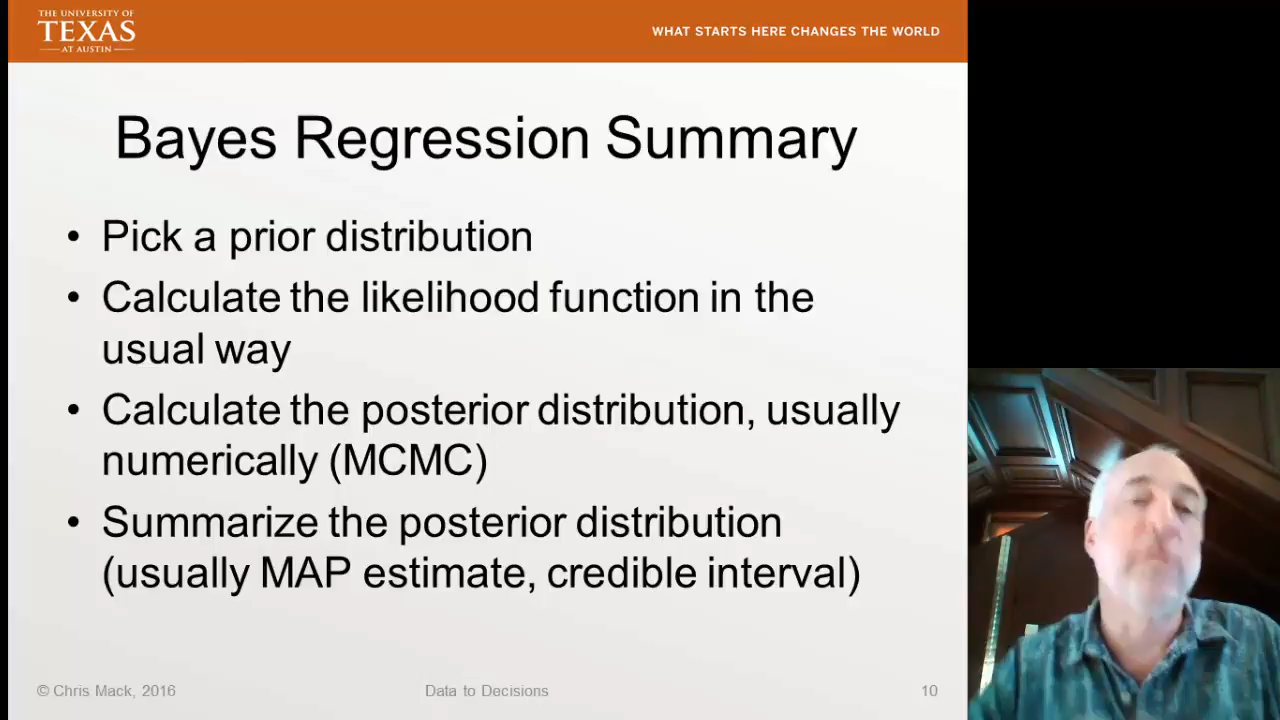 THE UNIVERSITY OF
TEXAS
AT AUSTIN
WHAT STARTS HERE CHANGES THE WORLD
Bayes Regression Summary
• Pick a prior distribution
• Calculate the likelihood function in the
usual way
• Calculate the posterior distribution, usually
numerically (MCMC)
• Summarize the posterior distribution
(usually MAP estimate, credible interval)
© Chris Mack, 2016
Data to Decisions
10